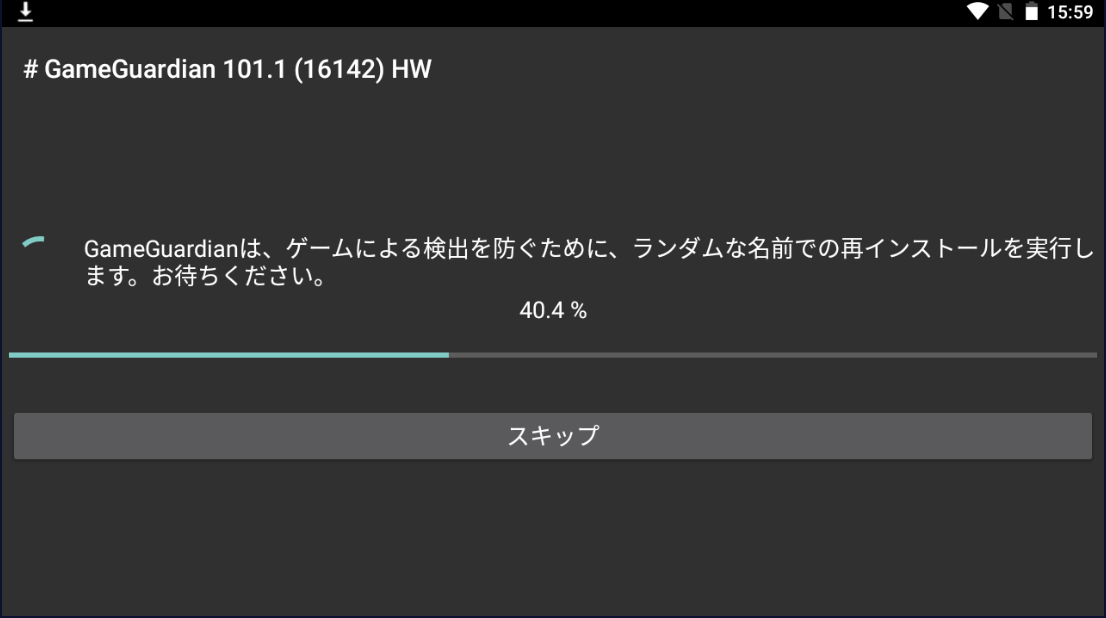 15:59
# GameGuardian 101.1 (16142) HW
GameGuardianは、ゲームによる検出を防ぐために、ランダムな名前での再インストールを実行し
ます。お待ちください。
40.4 %
スキップ